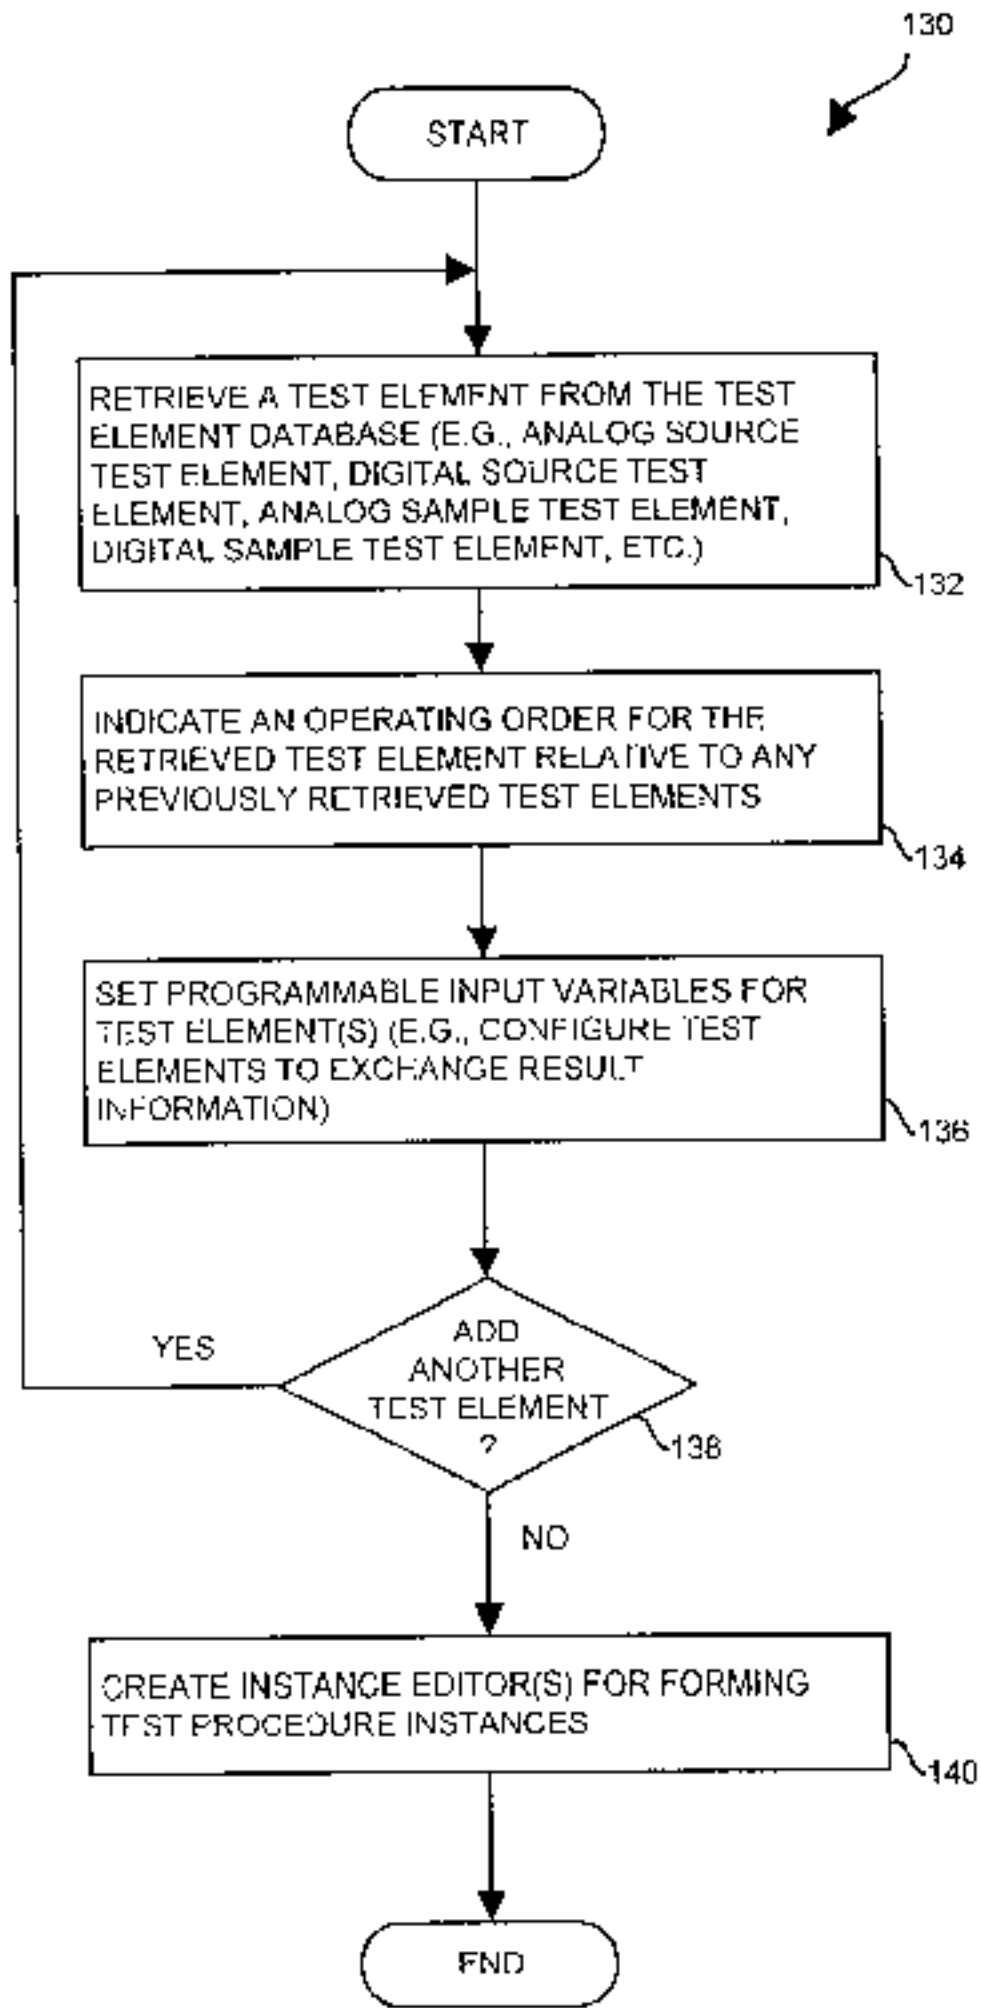 130
START
RETRIEVE A TEST ELEMENT FROM THE TEST
ELEMENT DATABASE (E.G., ANALOG SOURCE
TEST ELEMENT, DIGITAL SOURCE TEST
ELEMENT, ANALOG SAMPLE TEST ELEMENT,
DIGITAL SAMPLE TEST ELEMENT, ETC.)
132
INDICATE AN OPERATING ORDER FOR THE
RETRIEVED TEST ELEMENT RELATIVE TO ANY
PREVIOUSLY RETRIEVED TEST ELEMENTS
134
SET PROGRAMMABLE INPUT VARIABLES FOR
TEST ELEMENT(S) (E.G., CONFIGURE TEST
ELEMENTS TO EXCHANGE RESULT
INFORMATION)
136
YES
ADD
ANOTHER
TEST ELEMENT
?
138
NO
CREATE INSTANCE EDITOR(S) FOR FORMING
TEST PROCEDURE INSTANCES
140
END